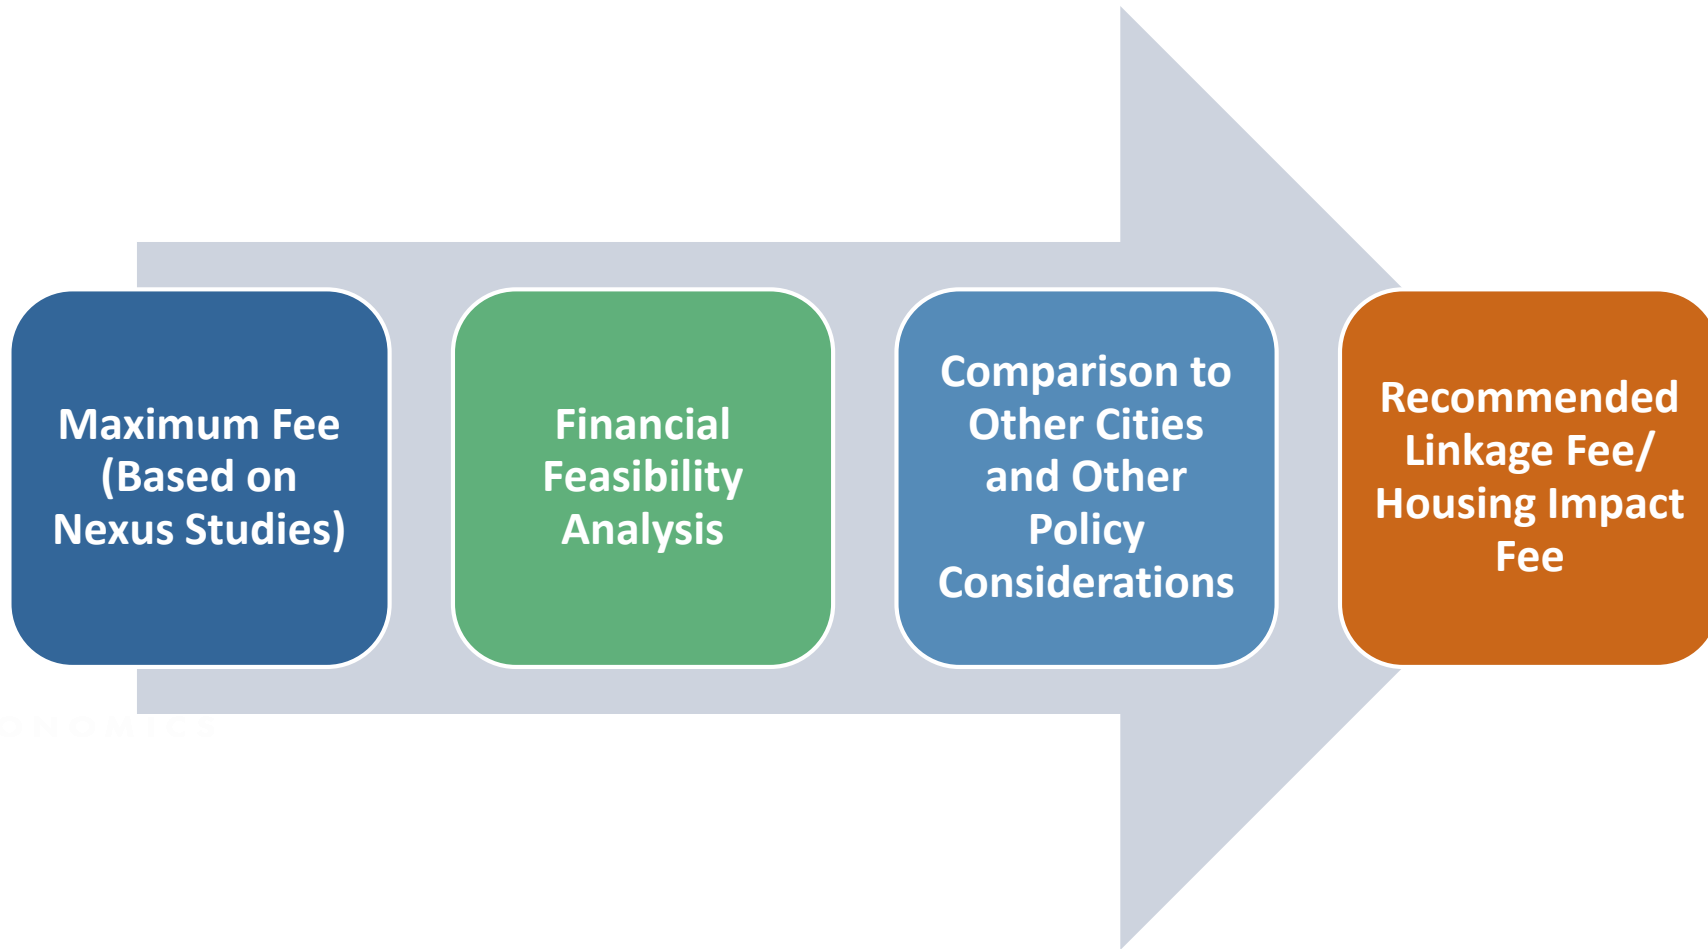 Maximum Fee
(Based on
Nexus Studies)
Financial
Feasibility
Analysis
Comparison to
Other Cities
and Other
Policy
Considerations
Recommended
Linkage Fee/
Housing Impact
Fee